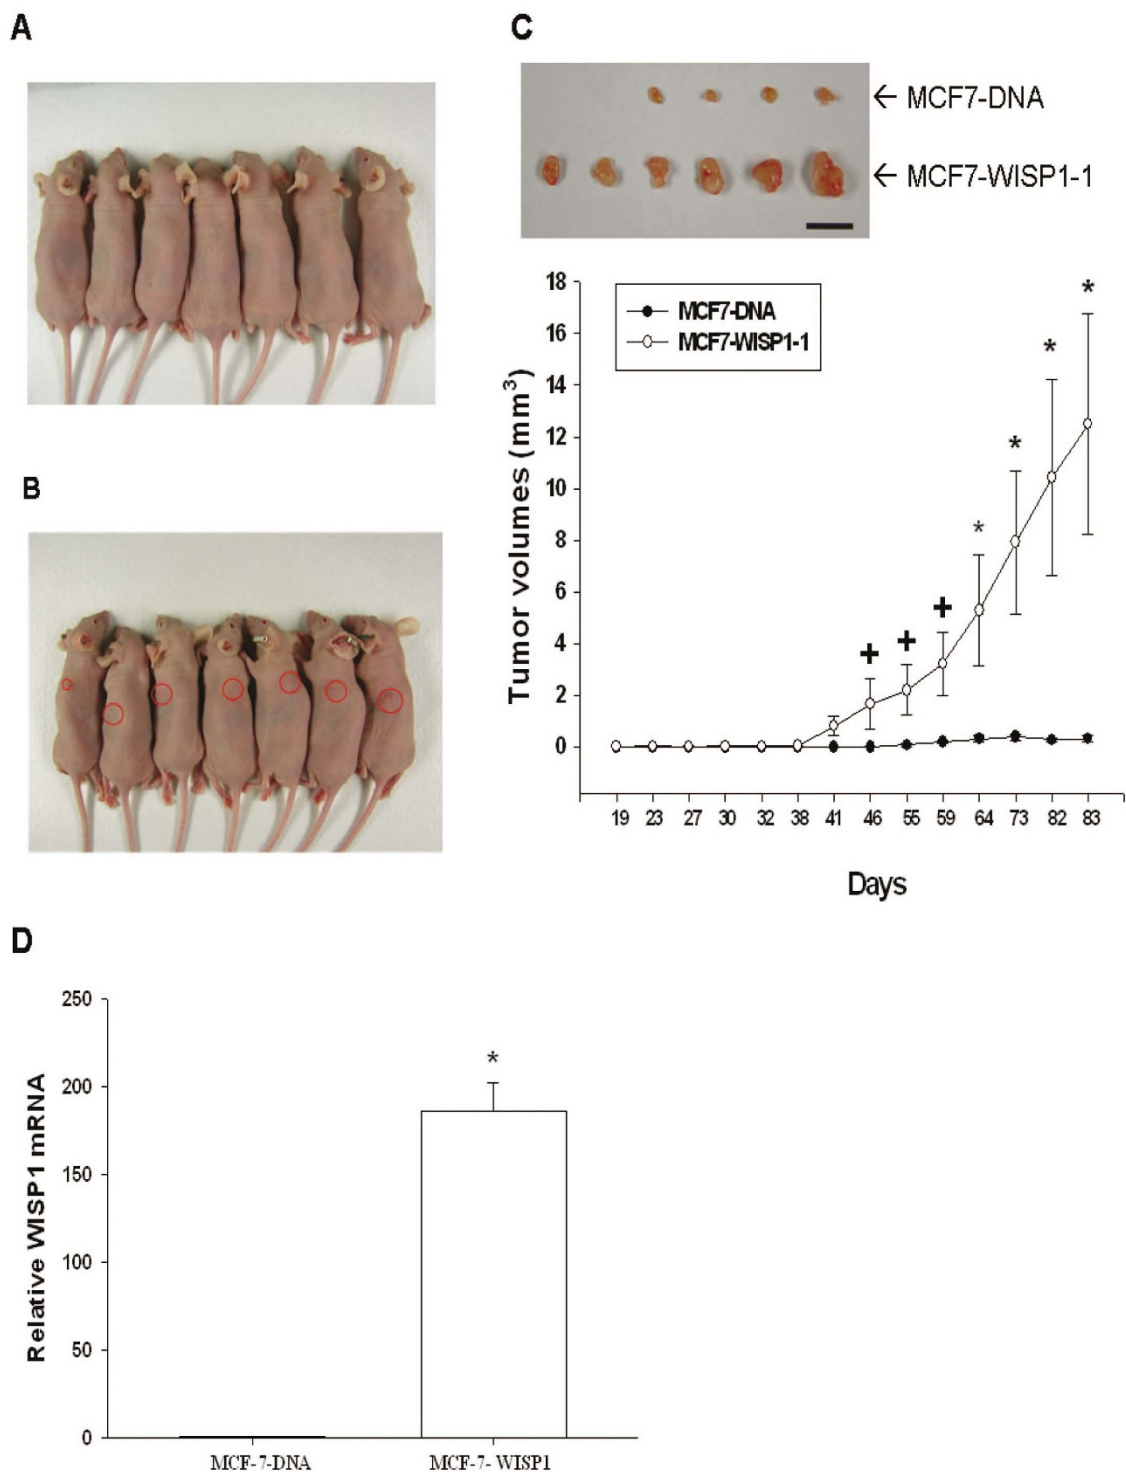 A
B
C
← MCF7-DNA
← MCF7-WISP1-1
Tumor volumes (mm³)
18
16
14
12
10
8
6
4
2
0
MCF7-DNA
MCF7-WISP1-1
+
+
+
*
*
*
*
19 23 27 30 32 38 41 46 55 59 64 73 82 83
Days
D
Relative WISP1 mRNA
250
200
150
100
50
0
*
MCF-7-DNA
MCF-7- WISP1